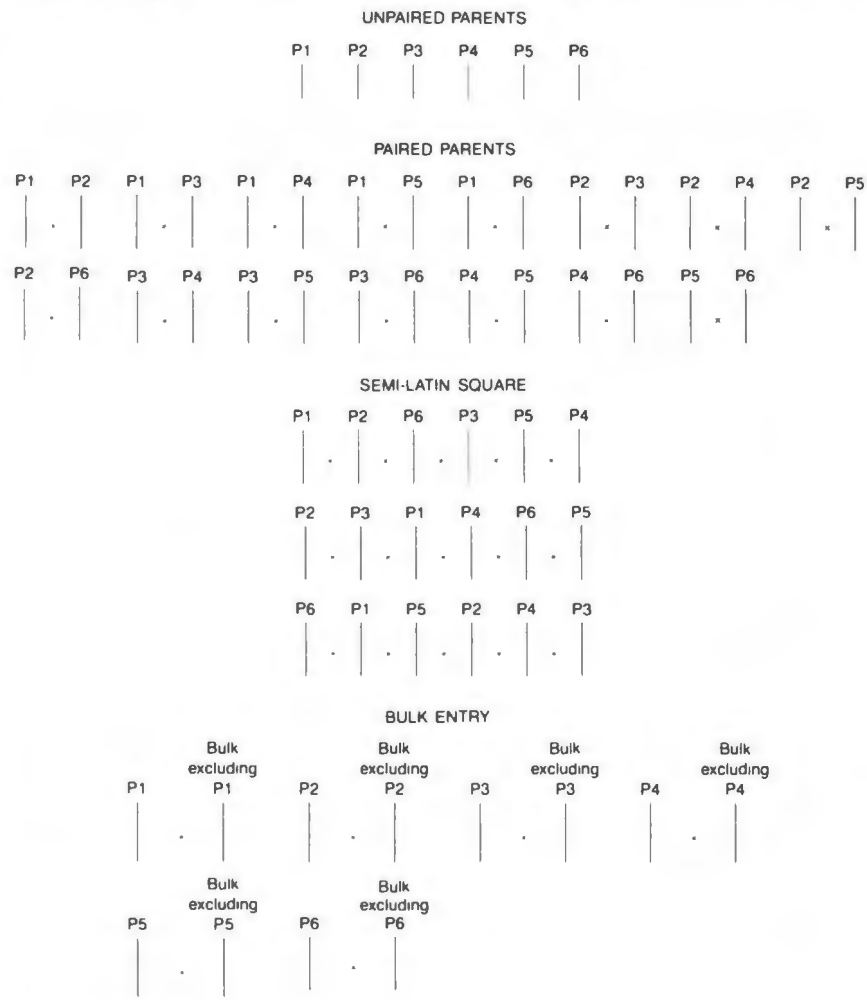 UNPAIRED PARENTS
P1 P2 P3 P4 P5 P6
PAIRED PARENTS
P1 P2 P1 P3 P1 P4 P1 P5 P1 P6 P2 P3 P2 P4 P2 P5
P2 P6 P3 P4 P3 P5 P3 P6 P4 P5 P4 P6 P5 P6
SEMI-LATIN SQUARE
P1 P2 P6 P3 P5 P4
P2 P3 P1 P4 P6 P5
P6 P1 P5 P2 P4 P3
BULK ENTRY
Bulk Bulk Bulk Bulk
excluding excluding excluding excluding
P1 P1 P2 P2 P3 P3 P4 P4
Bulk Bulk
excluding excluding
P5 P5 P6 P6